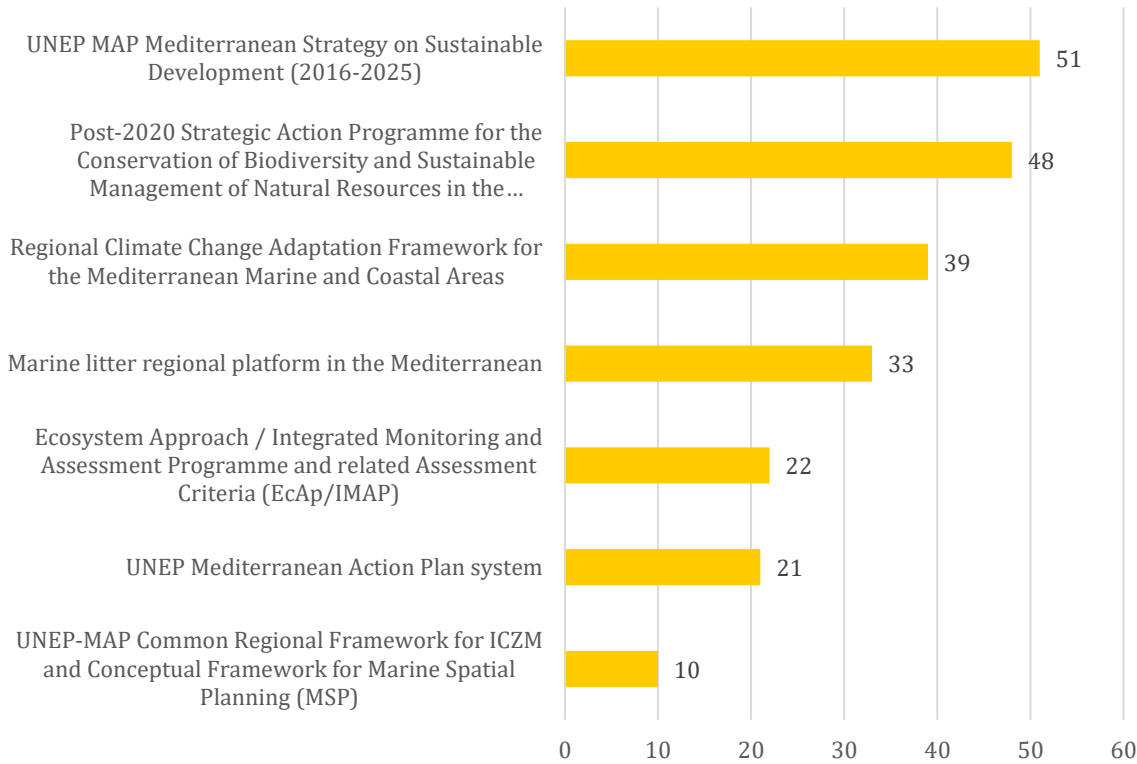 UNEP MAP Mediterranean Strategy on Sustainable
Development (2016-2025)
51
Post-2020 Strategic Action Programme for the
Conservation of Biodiversity and Sustainable
Management of Natural Resources in the…
48
Regional Climate Change Adaptation Framework for
the Mediterranean Marine and Coastal Areas
39
Marine litter regional platform in the Mediterranean
33
Ecosystem Approach / Integrated Monitoring and
Assessment Programme and related Assessment
Criteria (EcAp/IMAP)
22
UNEP Mediterranean Action Plan system
21
UNEP-MAP Common Regional Framework for ICZM
and Conceptual Framework for Marine Spatial
Planning (MSP)
10
0 10 20 30 40 50 60